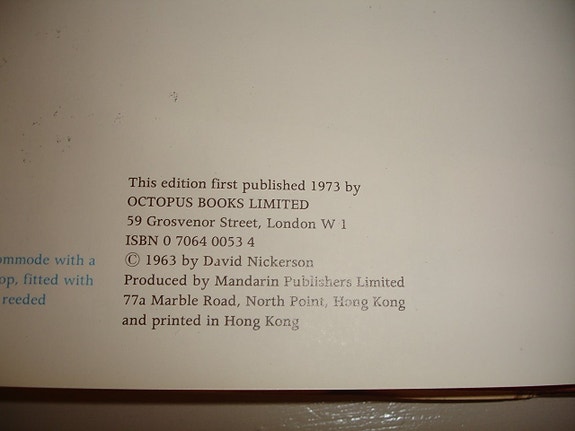 This edition first published 1973 by
OCTOPUS BOOKS LIMITED
59 Grosvenor Street, London W 1
ISBN 0 7064 0053 4
© 1963 by David Nickerson
Produced by Mandarin Publishers Limited
77a Marble Road, North Point, Hong Kong
and printed in Hong Kong
ommode with a
op, fitted with
reeded